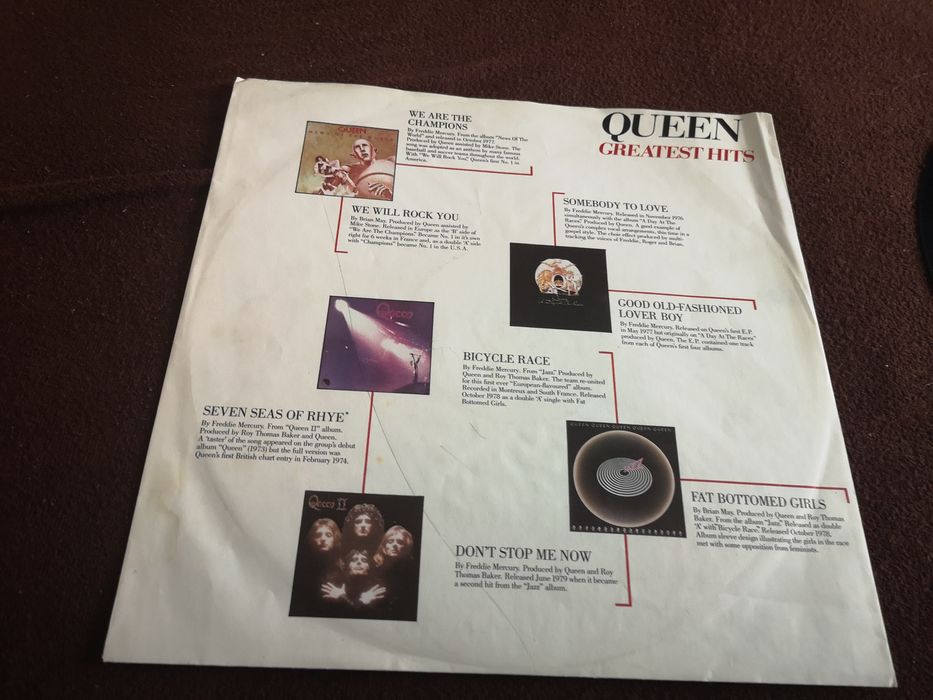 QUEEN
GREATEST HITS
WE ARE THE
CHAMPIONS
By Freddie Mercury. From the album "News Of The
World" and released in October 1977.
Produced by Queen assisted by Mike Stone. The
song was adopted as an anthem by many famous
baseball and soccer teams throughout the world.
With "We Will Rock You", Queen's first No. 1 in
America.
QUEEN
NEWS OF THE WORLD
WE WILL ROCK YOU
By Brian May. Produced by Queen assisted by
Mike Stone. Released in Europe as the 'B' side of
"We Are The Champions." Became No. 1 in it's own
right for 6 weeks in France and, as a double 'A' side
with "Champions" became No. 1 in the U.S.A.
SOMEBODY TO LOVE
By Freddie Mercury. Released in November 1976
simultaneously with the album "A Day At The
Races." Produced by Queen. A good example of
Queen's complex vocal arrangements, this time in a
gospel style. The choir effect produced by multi-
tracking the voices of Freddie, Roger and Brian.
GOOD OLD-FASHIONED
LOVER BOY
By Freddie Mercury. Released on Queen's first E.P.
in May 1977 but originally on "A Day At The Races"
produced by Queen. The E.P. contained one track
from each of Queen's first four albums.
Queen
BICYCLE RACE
By Freddie Mercury. From "Jazz." Produced by
Queen and Roy Thomas Baker. The team re-united
for this first ever "European-flavoured" album.
Recorded in Montreux and South France. Released
October 1978 as a double 'A' single with Fat
Bottomed Girls.
SEVEN SEAS OF RHYE*
By Freddie Mercury. From "Queen II" album.
Produced by Roy Thomas Baker and Queen.
A 'taster' of the song appeared on the group's debut
album "Queen" (1973) but the full version was
Queen's first British chart entry in February 1974.
QUEEN QUEEN QUEEN QUEEN QUEEN
JAZZ
FAT BOTTOMED GIRLS
By Brian May. Produced by Queen and Roy Thomas
Baker. From the album "Jazz." Released as double
'A' with "Bicycle Race." Released October 1978.
Album sleeve design illustrating the girls in the race
met with some opposition from feminists.
Queen II
DON'T STOP ME NOW
By Freddie Mercury. Produced by Queen and Roy
Thomas Baker. Released June 1979 when it became
a second hit from the "Jazz" album.